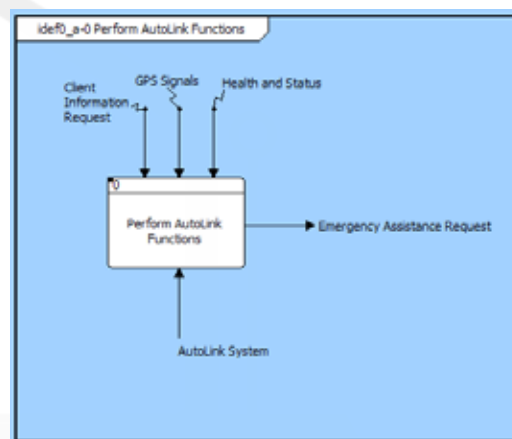 idef0_a-0 Perform AutoLink Functions
Client
Information
Request
GPS Signals
Health and Status
0
Perform AutoLink
Functions
Emergency Assistance Request
AutoLink System